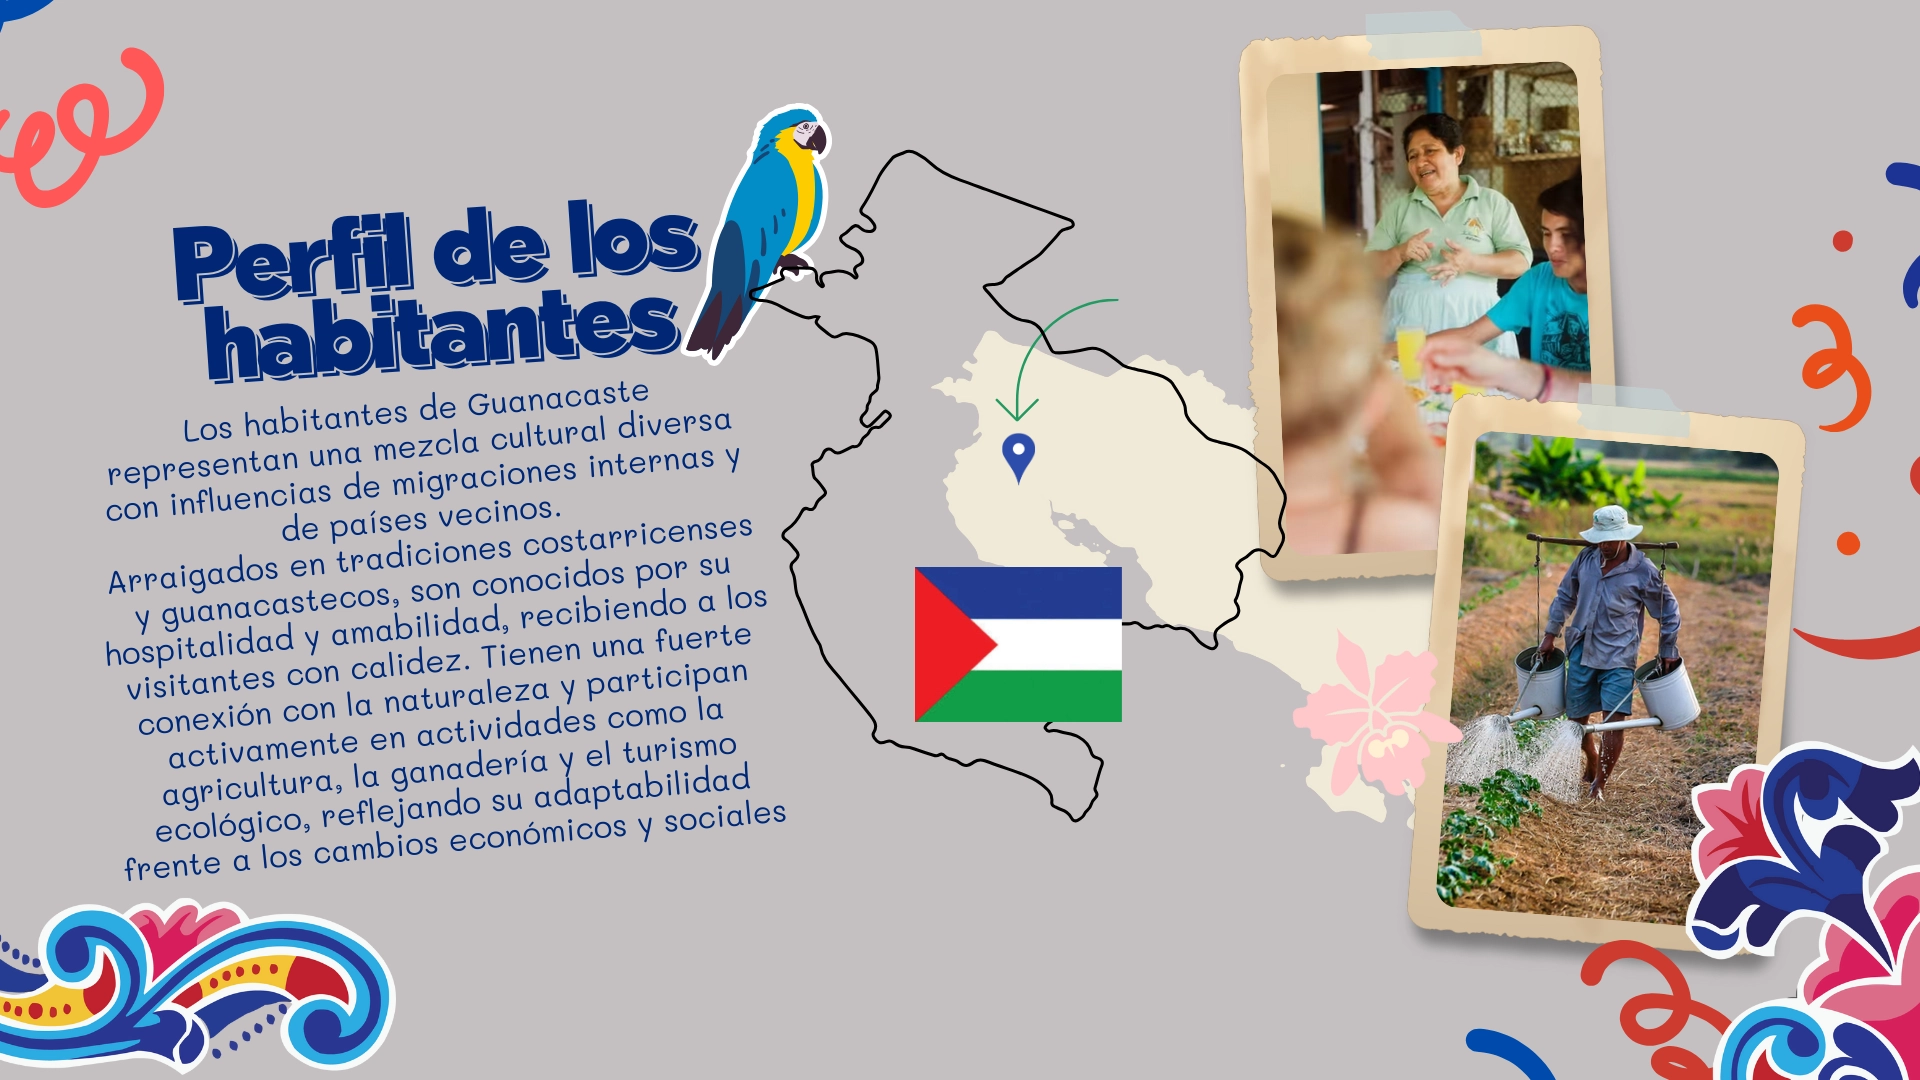 Perfil de los
habitantes
Los habitantes de Guanacaste
representan una mezcla cultural diversa
con influencias de migraciones internas y
de países vecinos.
Arraigados en tradiciones costarricenses
y guanacastecos, son conocidos por su
hospitalidad y amabilidad, recibiendo a los
visitantes con calidez. Tienen una fuerte
conexión con la naturaleza y participan
activamente en actividades como la
agricultura, la ganadería y el turismo
ecológico, reflejando su adaptabilidad
frente a los cambios económicos y sociales